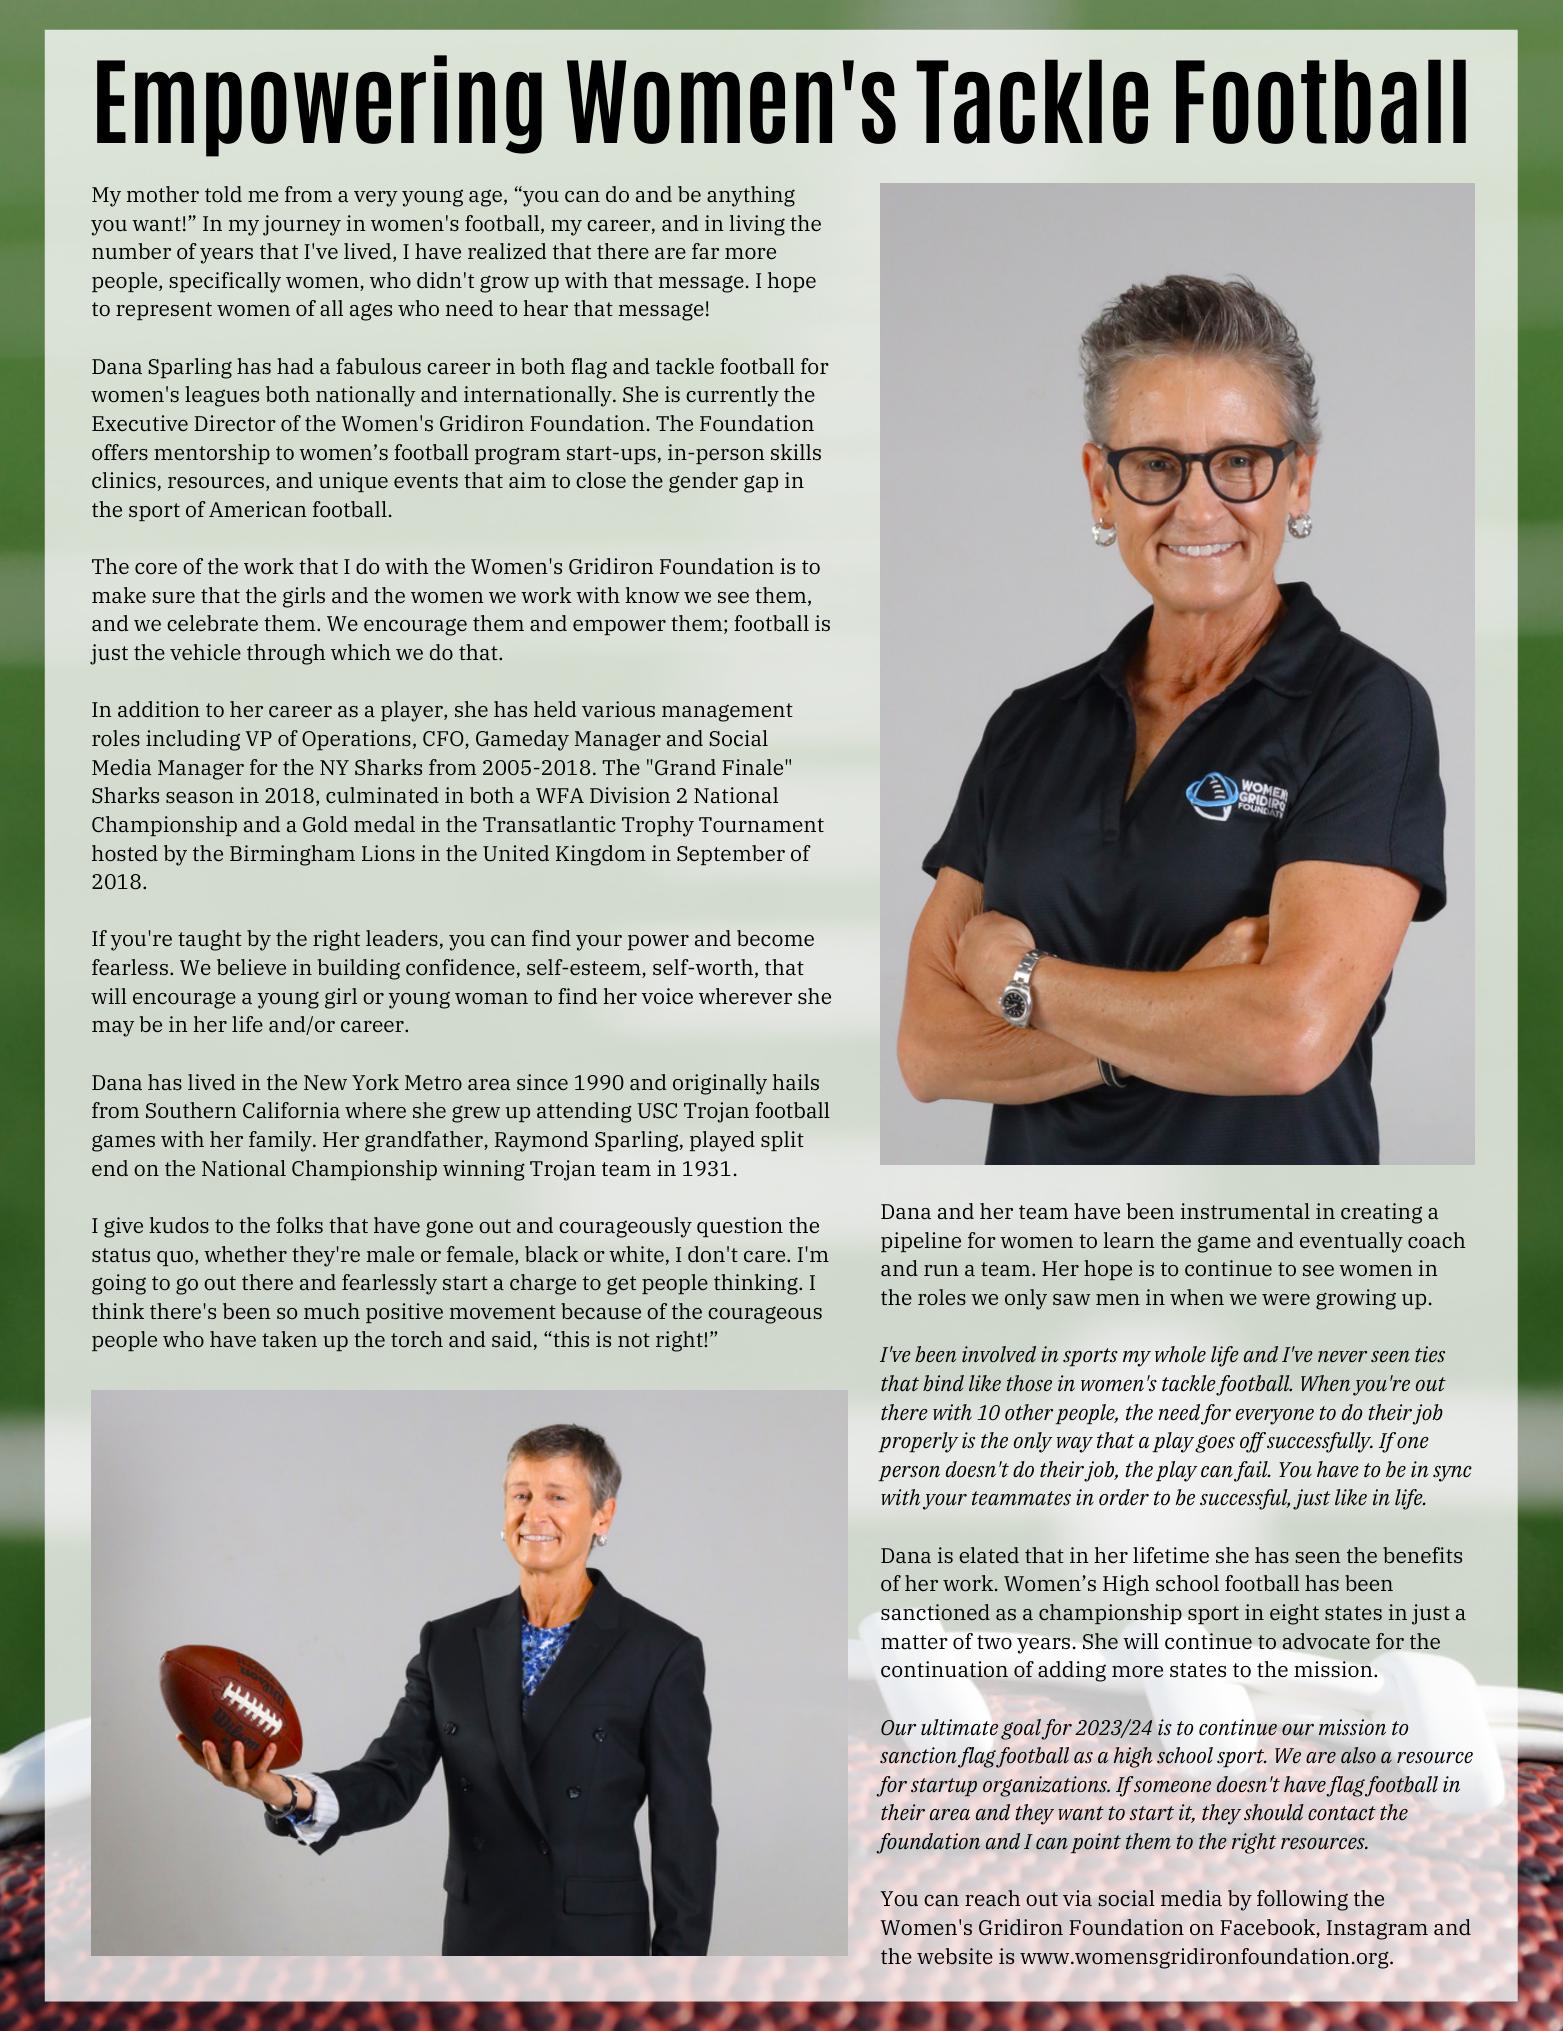 Empowering Women's Tackle Football
My mother told me from a very young age, “you can do and be anything
you want!” In my journey in women's football, my career, and in living the
number of years that I've lived, I have realized that there are far more
people, specifically women, who didn't grow up with that message. I hope
to represent women of all ages who need to hear that message!
Dana Sparling has had a fabulous career in both flag and tackle football for
women's leagues both nationally and internationally. She is currently the
Executive Director of the Women's Gridiron Foundation. The Foundation
offers mentorship to women’s football program start-ups, in-person skills
clinics, resources, and unique events that aim to close the gender gap in
the sport of American football.
The core of the work that I do with the Women's Gridiron Foundation is to
make sure that the girls and the women we work with know we see them,
and we celebrate them. We encourage them and empower them; football is
just the vehicle through which we do that.
In addition to her career as a player, she has held various management
roles including VP of Operations, CFO, Gameday Manager and Social
Media Manager for the NY Sharks from 2005-2018. The "Grand Finale"
Sharks season in 2018, culminated in both a WFA Division 2 National
Championship and a Gold medal in the Transatlantic Trophy Tournament
hosted by the Birmingham Lions in the United Kingdom in September of
2018.
If you're taught by the right leaders, you can find your power and become
fearless. We believe in building confidence, self-esteem, self-worth, that
will encourage a young girl or young woman to find her voice wherever she
may be in her life and/or career.
Dana has lived in the New York Metro area since 1990 and originally hails
from Southern California where she grew up attending USC Trojan football
games with her family. Her grandfather, Raymond Sparling, played split
end on the National Championship winning Trojan team in 1931.
I give kudos to the folks that have gone out and courageously question the
status quo, whether they're male or female, black or white, I don't care. I'm
going to go out there and fearlessly start a charge to get people thinking. I
think there's been so much positive movement because of the courageous
people who have taken up the torch and said, “this is not right!”
Wilson
WOMEN
GRIDIRO
FOUNDATI
Dana and her team have been instrumental in creating a
pipeline for women to learn the game and eventually coach
and run a team. Her hope is to continue to see women in
the roles we only saw men in when we were growing up.
I've been involved in sports my whole life and I've never seen ties
that bind like those in women's tackle football. When you're out
there with 10 other people, the need for everyone to do their job
properly is the only way that a play goes off successfully. If one
person doesn't do their job, the play can fail. You have to be in sync
with your teammates in order to be successful, just like in life.
Dana is elated that in her lifetime she has seen the benefits
of her work. Women’s High school football has been
sanctioned as a championship sport in eight states in just a
matter of two years. She will continue to advocate for the
continuation of adding more states to the mission.
Our ultimate goal for 2023/24 is to continue our mission to
sanction flag football as a high school sport. We are also a resource
for startup organizations. If someone doesn't have flag football in
their area and they want to start it, they should contact the
foundation and I can point them to the right resources.
You can reach out via social media by following the
Women's Gridiron Foundation on Facebook, Instagram and
the website is www.womensgridironfoundation.org.